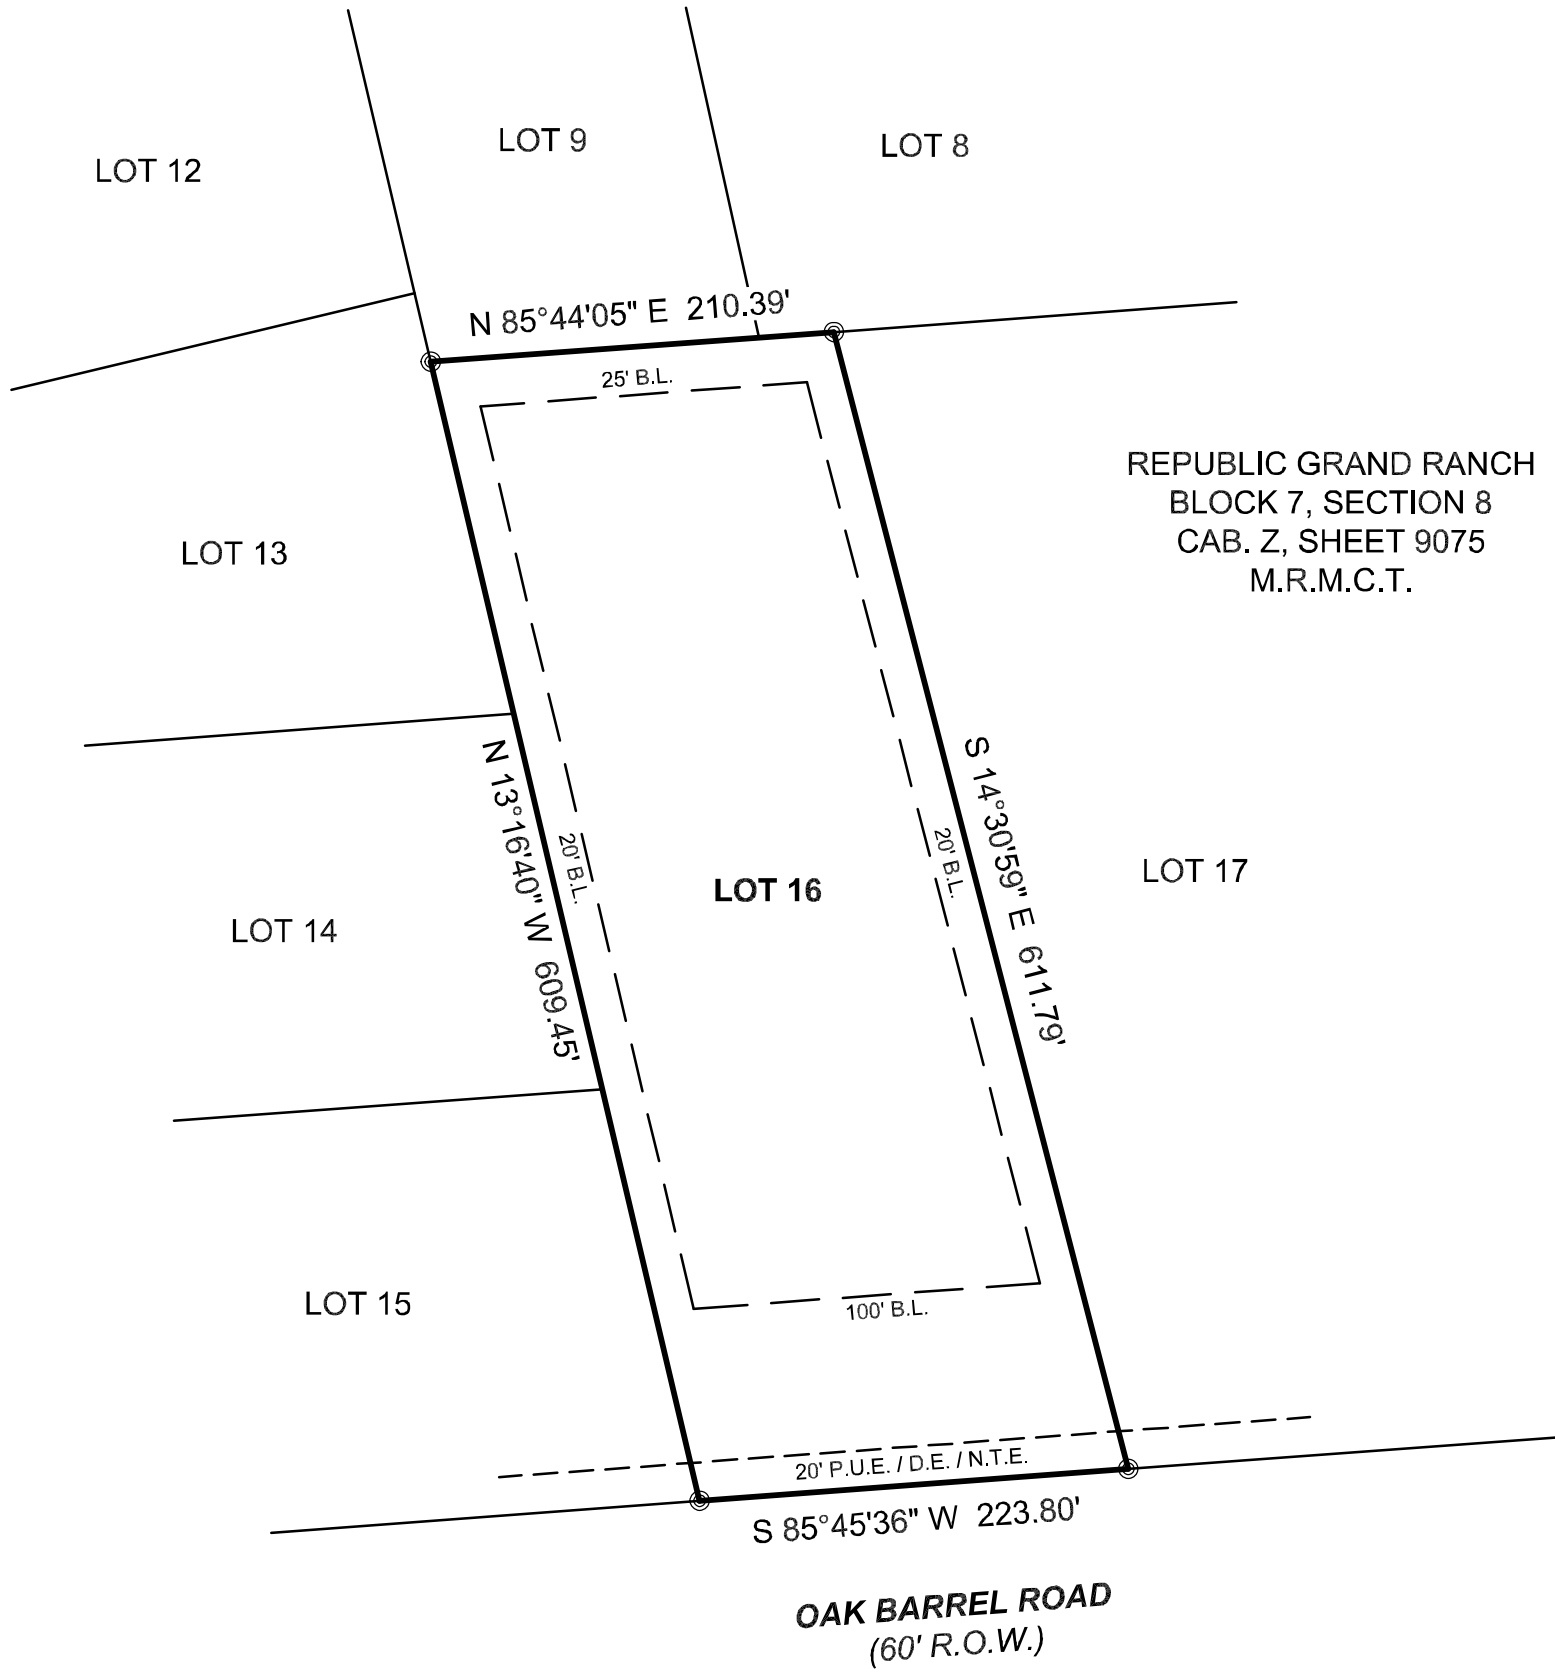 LOT 9
LOT 8
LOT 12
N 85°44'05" E  210.39'
25' B.L.
REPUBLIC GRAND RANCH
BLOCK 7, SECTION 8
CAB. Z, SHEET 9075
M.R.M.C.T.
LOT 13
N 13°16'40" W  609.45'
20' B.L.
LOT 16
20' B.L.
S 14°30'59" E  611.79'
LOT 17
LOT 14
LOT 15
100' B.L.
20' P.U.E. / D.E. / N.T.E.
S 85°45'36" W  223.80'
OAK BARREL ROAD
(60' R.O.W.)